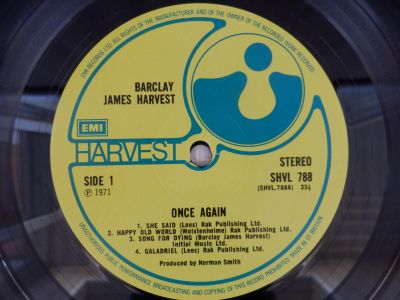 EMI RECORDS LTD. ALL RIGHTS OF THE MANUFACTURER AND OF THE OWNER OF THE RECORDED WORK RESERVED
BARCLAY
JAMES HARVEST
EMI
HARVEST
SIDE 1
℗ 1971
STEREO
SHVL 788
(SHVL.788A) 33⅓
ONCE AGAIN
1. SHE SAID (Lees) Rak Publishing Ltd.
2. HAPPY OLD WORLD (Wolstenholme) Rak Publishing Ltd.
3. SONG FOR DYING (Barclay James Harvest)
Initial Music Ltd.
4. GALADRIEL (Lees) Rak Publishing Ltd.
Produced by Norman Smith
UNAUTHORISED PUBLIC PERFORMANCE BROADCASTING AND COPYING OF THIS RECORD PROHIBITED. MADE IN GT BRITAIN